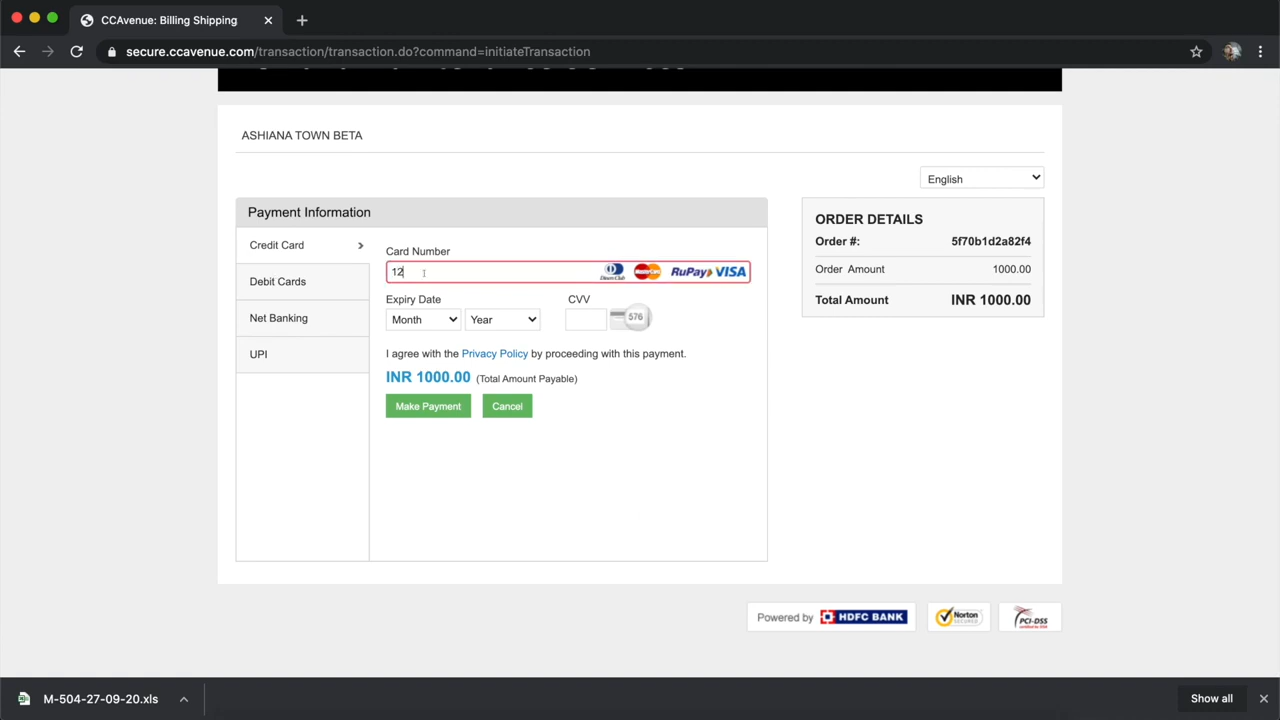 CCAvenue: Billing Shipping
secure.ccavenue.com/transaction/transaction.do?command=initiateTransaction
ASHIANA TOWN BETA
English
Payment Information
Credit Card
Debit Cards
Net Banking
UPI
Card Number
12
Diners Club MasterCard RuPay VISA
Expiry Date CVV
Month Year 576
I agree with the Privacy Policy by proceeding with this payment.
INR 1000.00 (Total Amount Payable)
Make Payment Cancel
ORDER DETAILS
Order #: 5f70b1d2a82f4
Order Amount 1000.00
Total Amount INR 1000.00
Powered by HDFC BANK
Norton
SECURED
PCI-DSS
M-504-27-09-20.xls
Show all